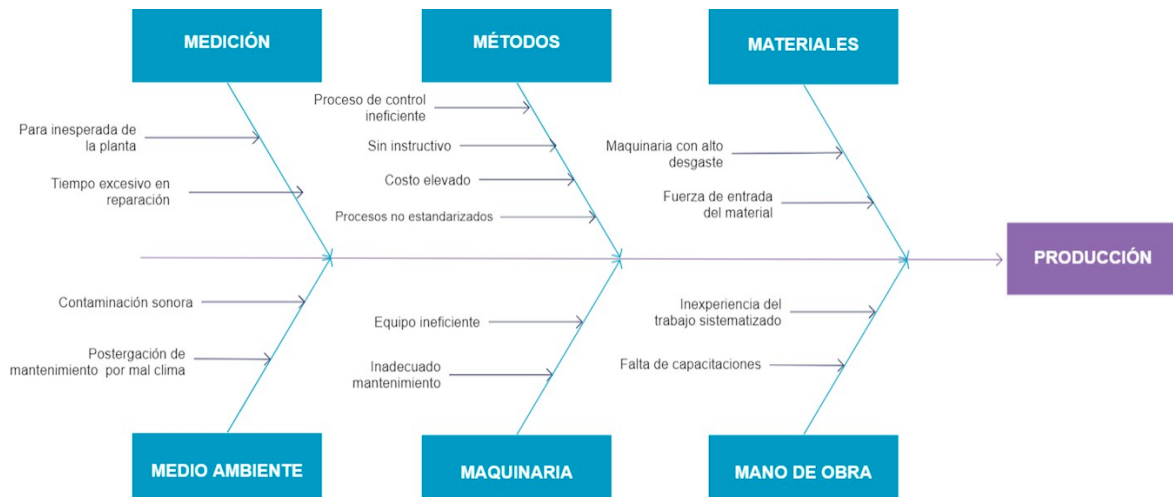 MEDICIÓN
MÉTODOS
MATERIALES
Proceso de control
ineficiente
Para inesperada de
la planta
Sin instructivo
Maquinaria con alto
desgaste
Tiempo excesivo en
reparación
Costo elevado
Fuerza de entrada
del material
Procesos no estandarizados
PRODUCCIÓN
Contaminación sonora
Equipo ineficiente
Inexperiencia del
trabajo sistematizado
Postergación de
mantenimiento por mal clima
Inadecuado
mantenimiento
Falta de capacitaciones
MEDIO AMBIENTE
MAQUINARIA
MANO DE OBRA